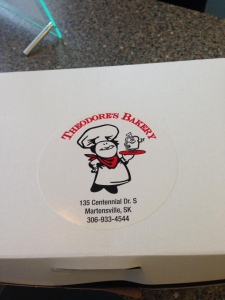 THEODORE'S BAKERY
135 Centennial Dr. S
Martensville, SK
306-933-4544